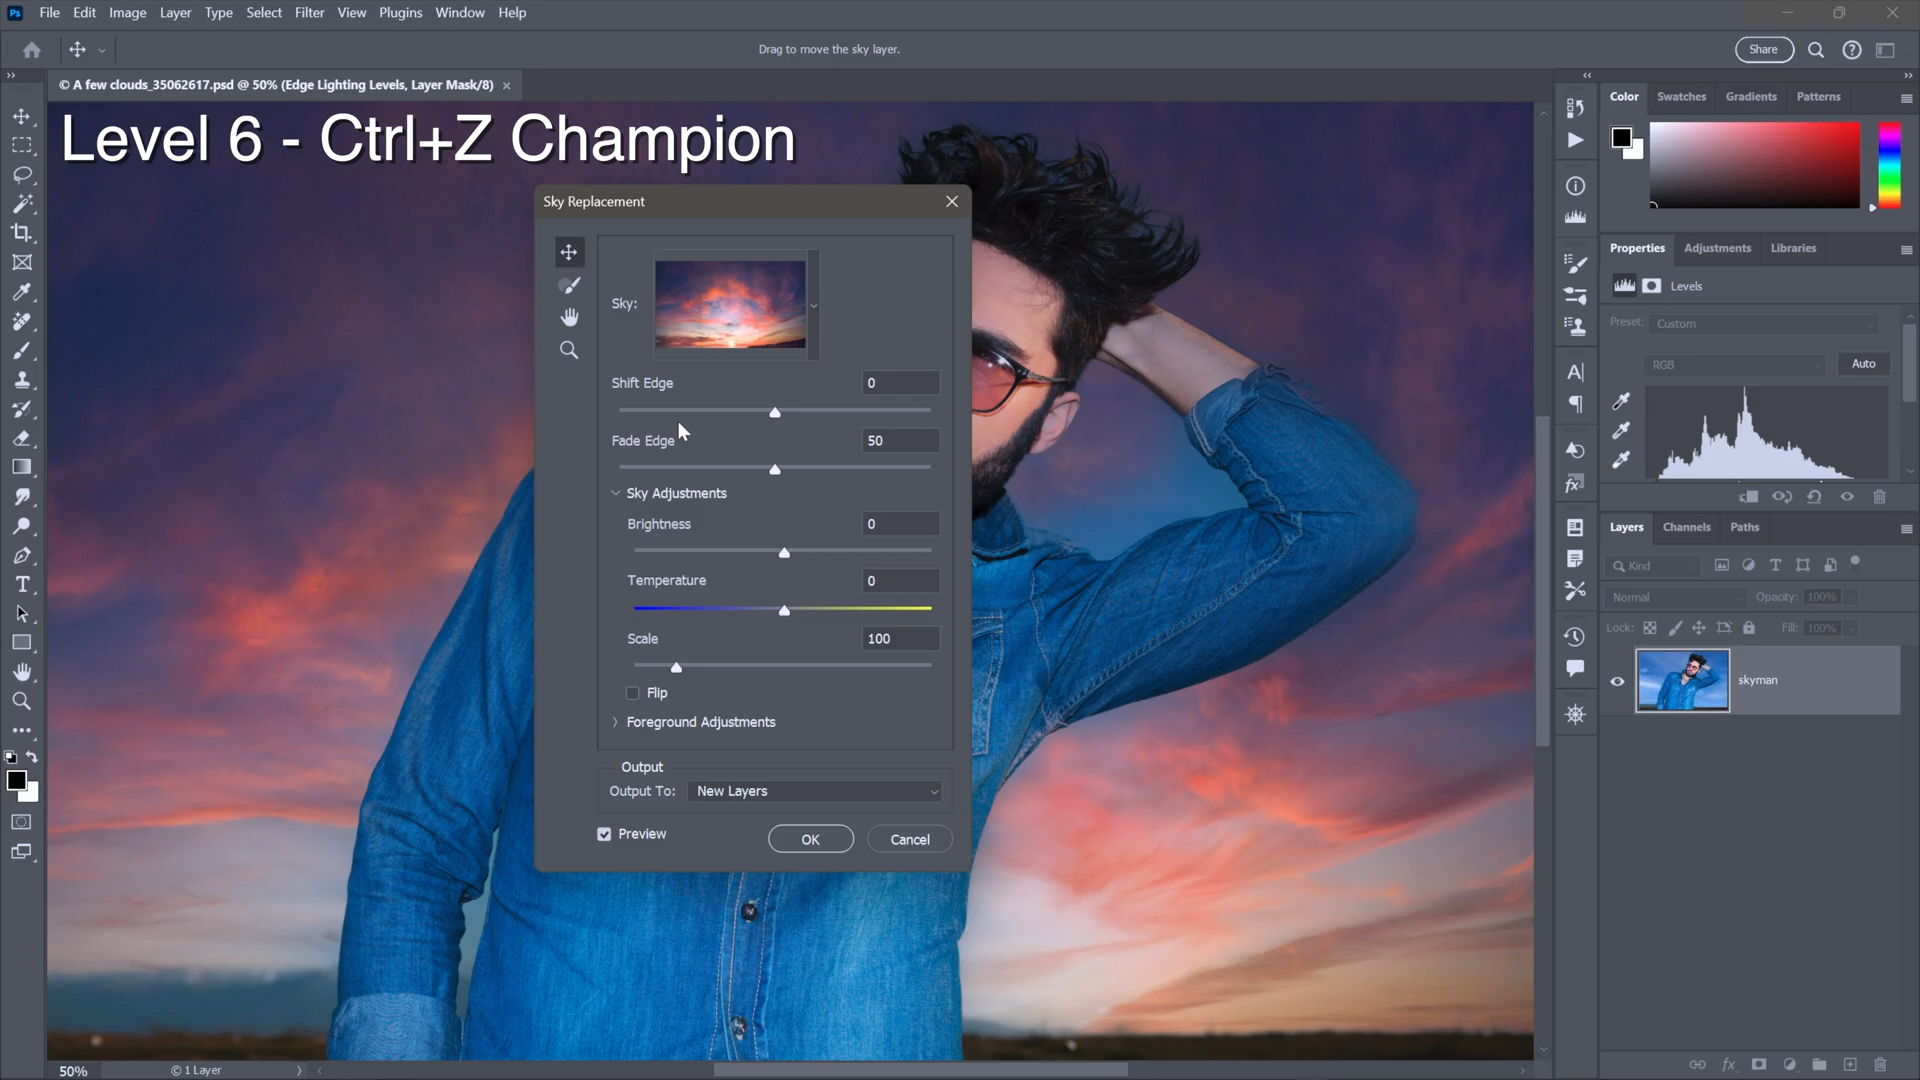 Ps File Edit Image Layer Type Select Filter View Plugins Window Help
Drag to move the sky layer.
Share
© A few clouds_35062617.psd @ 50% (Edge Lighting Levels, Layer Mask/8) ×
Level 6 - Ctrl+Z Champion
Sky Replacement
Sky:
Shift Edge 0
Fade Edge 50
Sky Adjustments
Brightness 0
Temperature 0
Scale 100
Flip
Foreground Adjustments
Output
Output To: New Layers
Preview
OK Cancel
Color Swatches Gradients Patterns
Properties Adjustments Libraries
Levels
Preset: Custom
RGB Auto
Layers Channels Paths
Kind
Normal Opacity: 100%
Lock: Fill: 100%
skyman
50% © 1 Layer